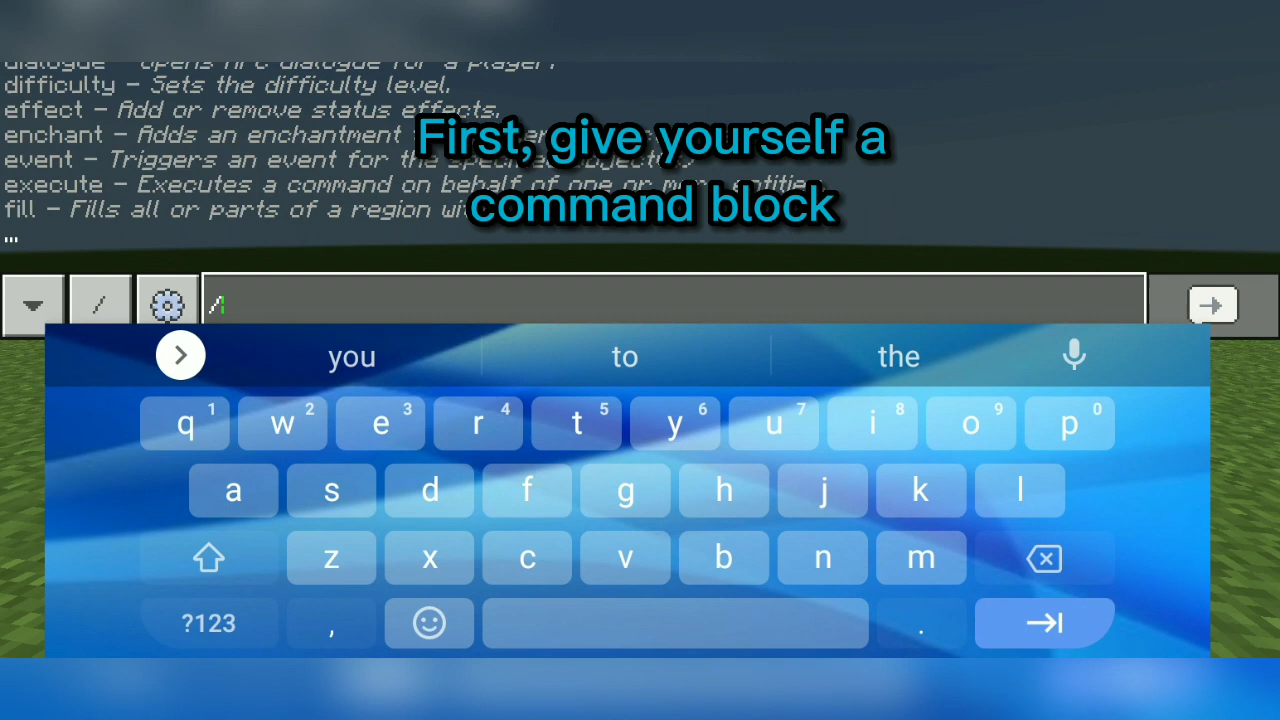 difficulty – Sets the difficulty level.
effect – Add or remove status effects.
enchant – Adds an enchantment
event – Triggers an event for the
execute – Executes a command on behalf of one or more entities
fill – Fills all or parts of a region
...
First, give yourself a
command block
/
/
you to the
q 1 w 2 e 3 r 4 t 5 y 6 u 7 i 8 o 9 p 0
a s d f g h j k l
z x c v b n m
?123 , .